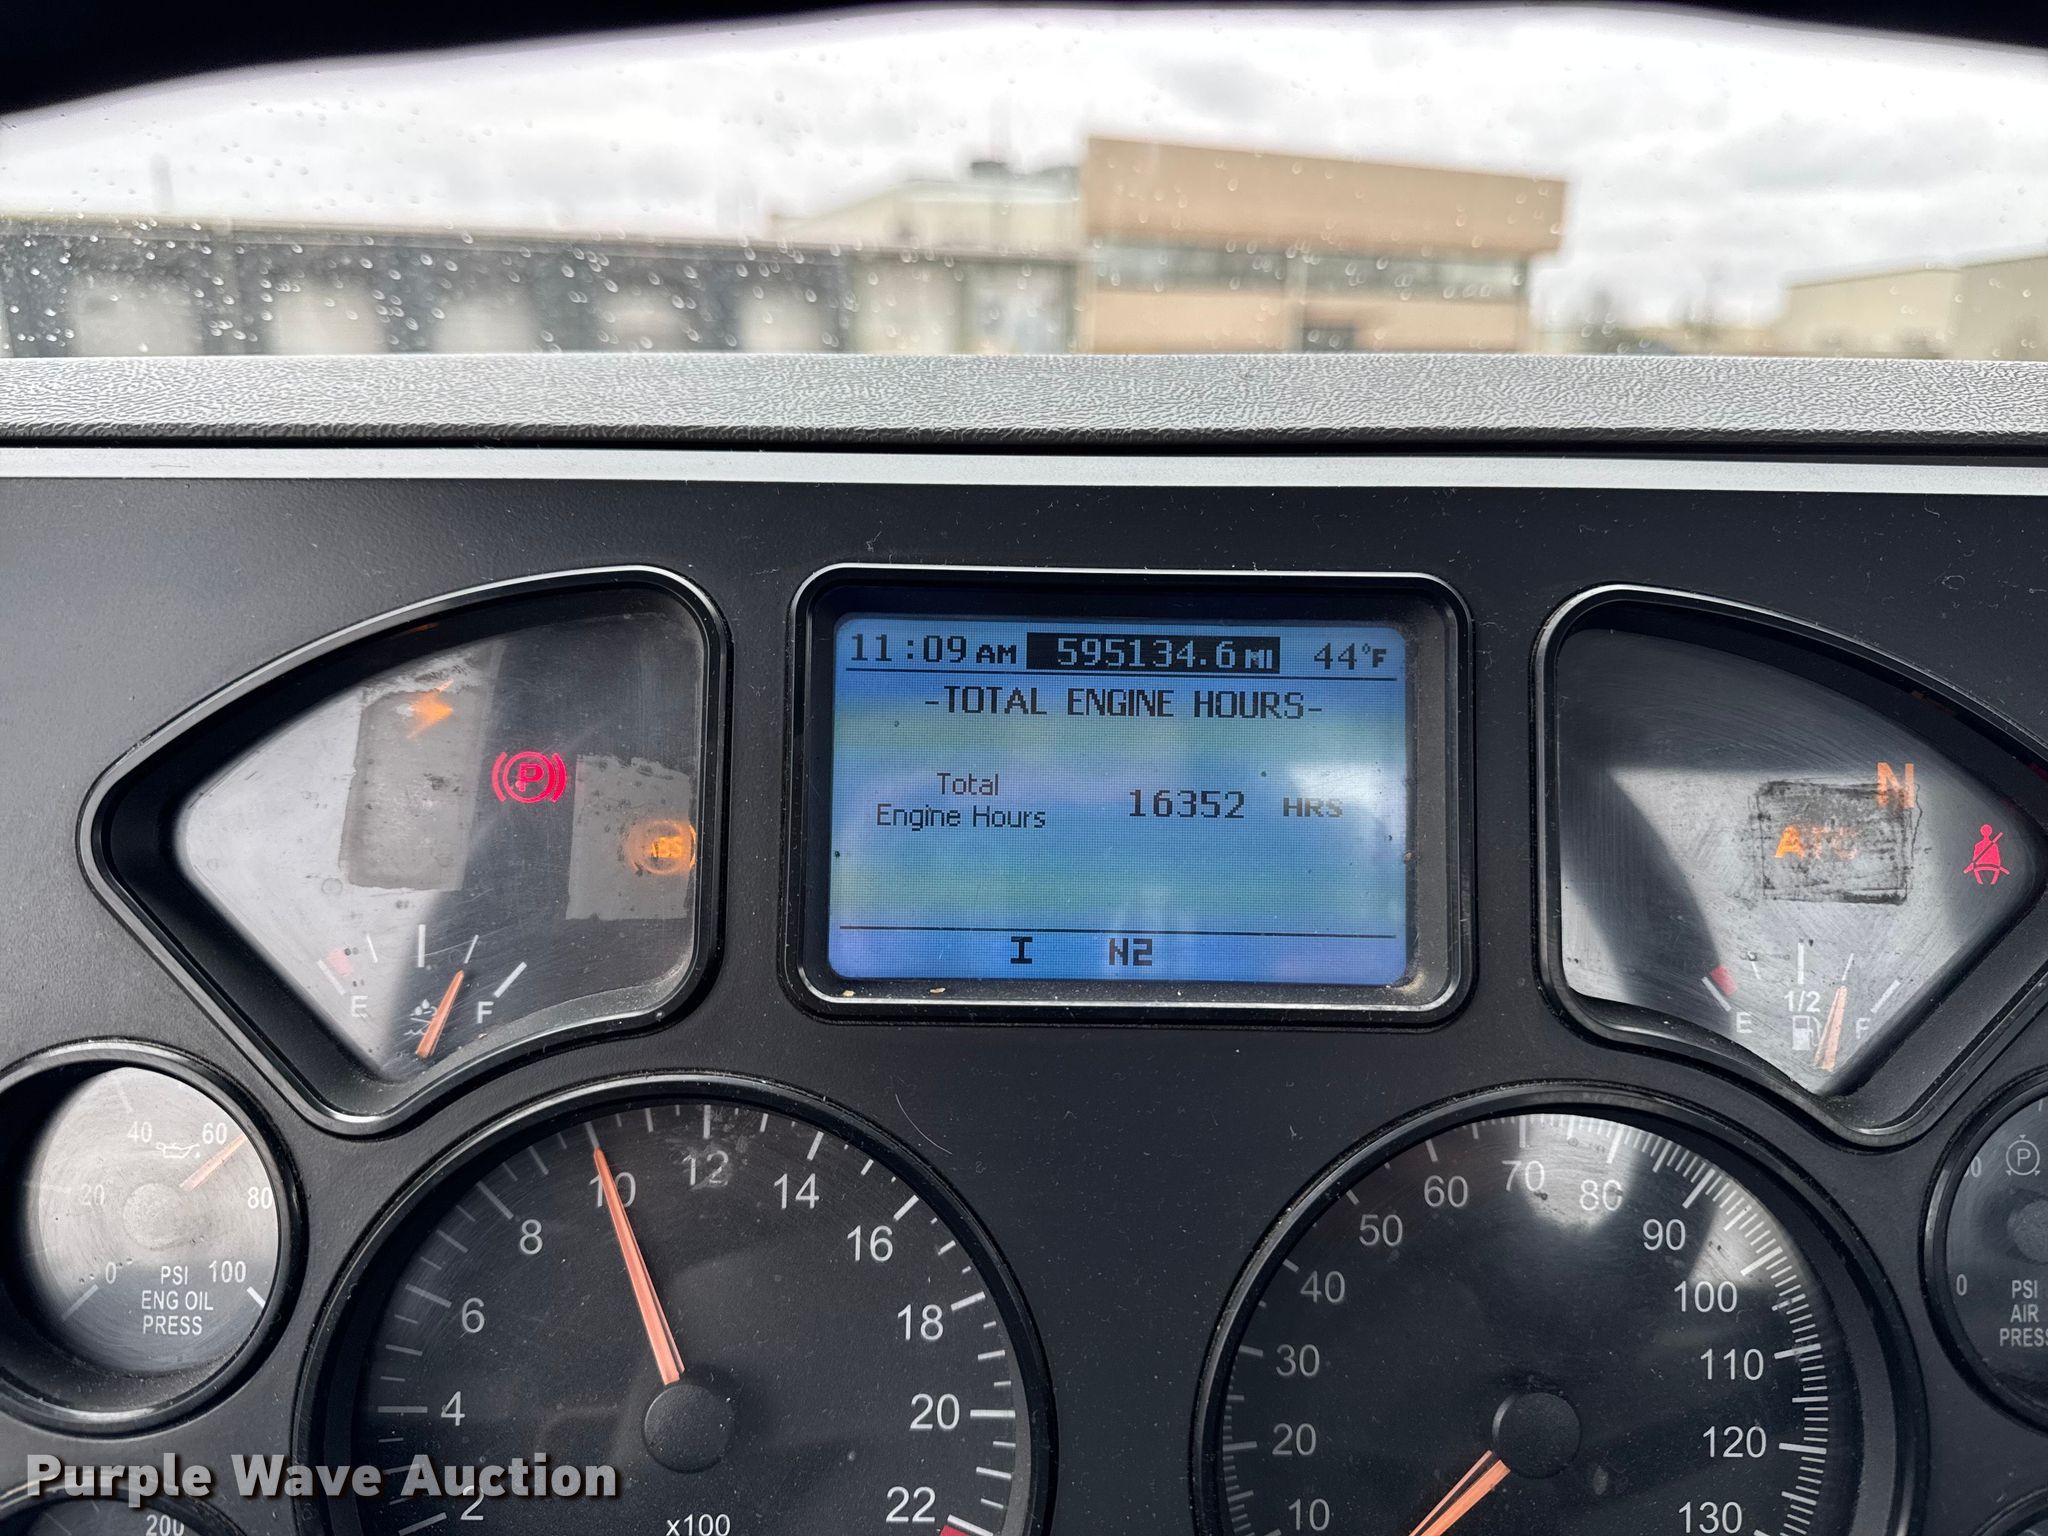 11:09 AM 595134.6 MI 44°F
-TOTAL ENGINE HOURS-
Total
Engine Hours 16352 HRS
I N2
P
ABS
N
E F
E 1/2 F
0 20 40 60 80 100
PSI
ENG OIL
PRESS
2 4 6 8 10 12 14 16 18 20 22
x100
10 20 30 40 50 60 70 80 90 100 110 120 130
P
0
PSI
AIR
PRESS
200
Purple Wave Auction